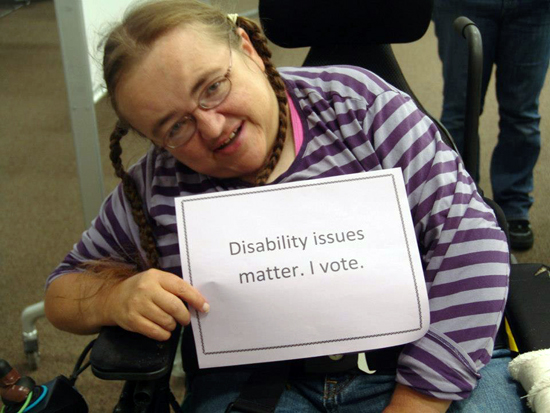 Disability issues
matter. I vote.